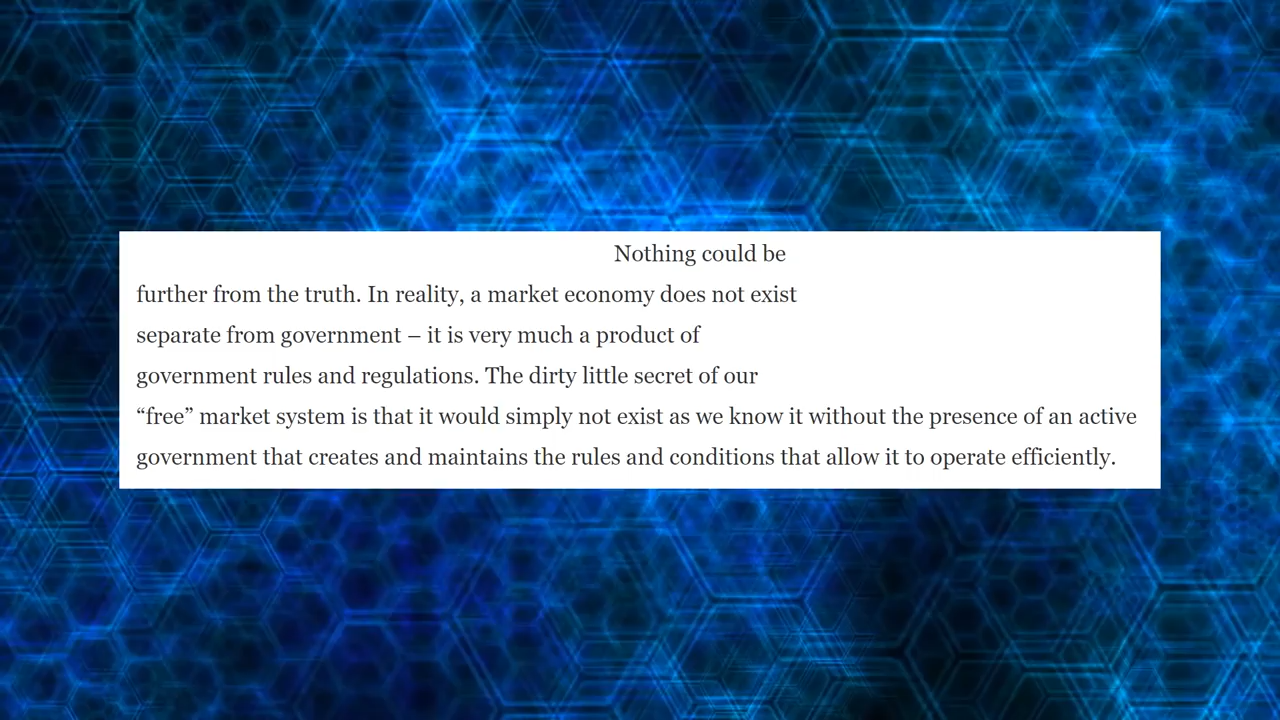 Nothing could be
further from the truth. In reality, a market economy does not exist
separate from government – it is very much a product of
government rules and regulations. The dirty little secret of our
“free” market system is that it would simply not exist as we know it without the presence of an active
government that creates and maintains the rules and conditions that allow it to operate efficiently.